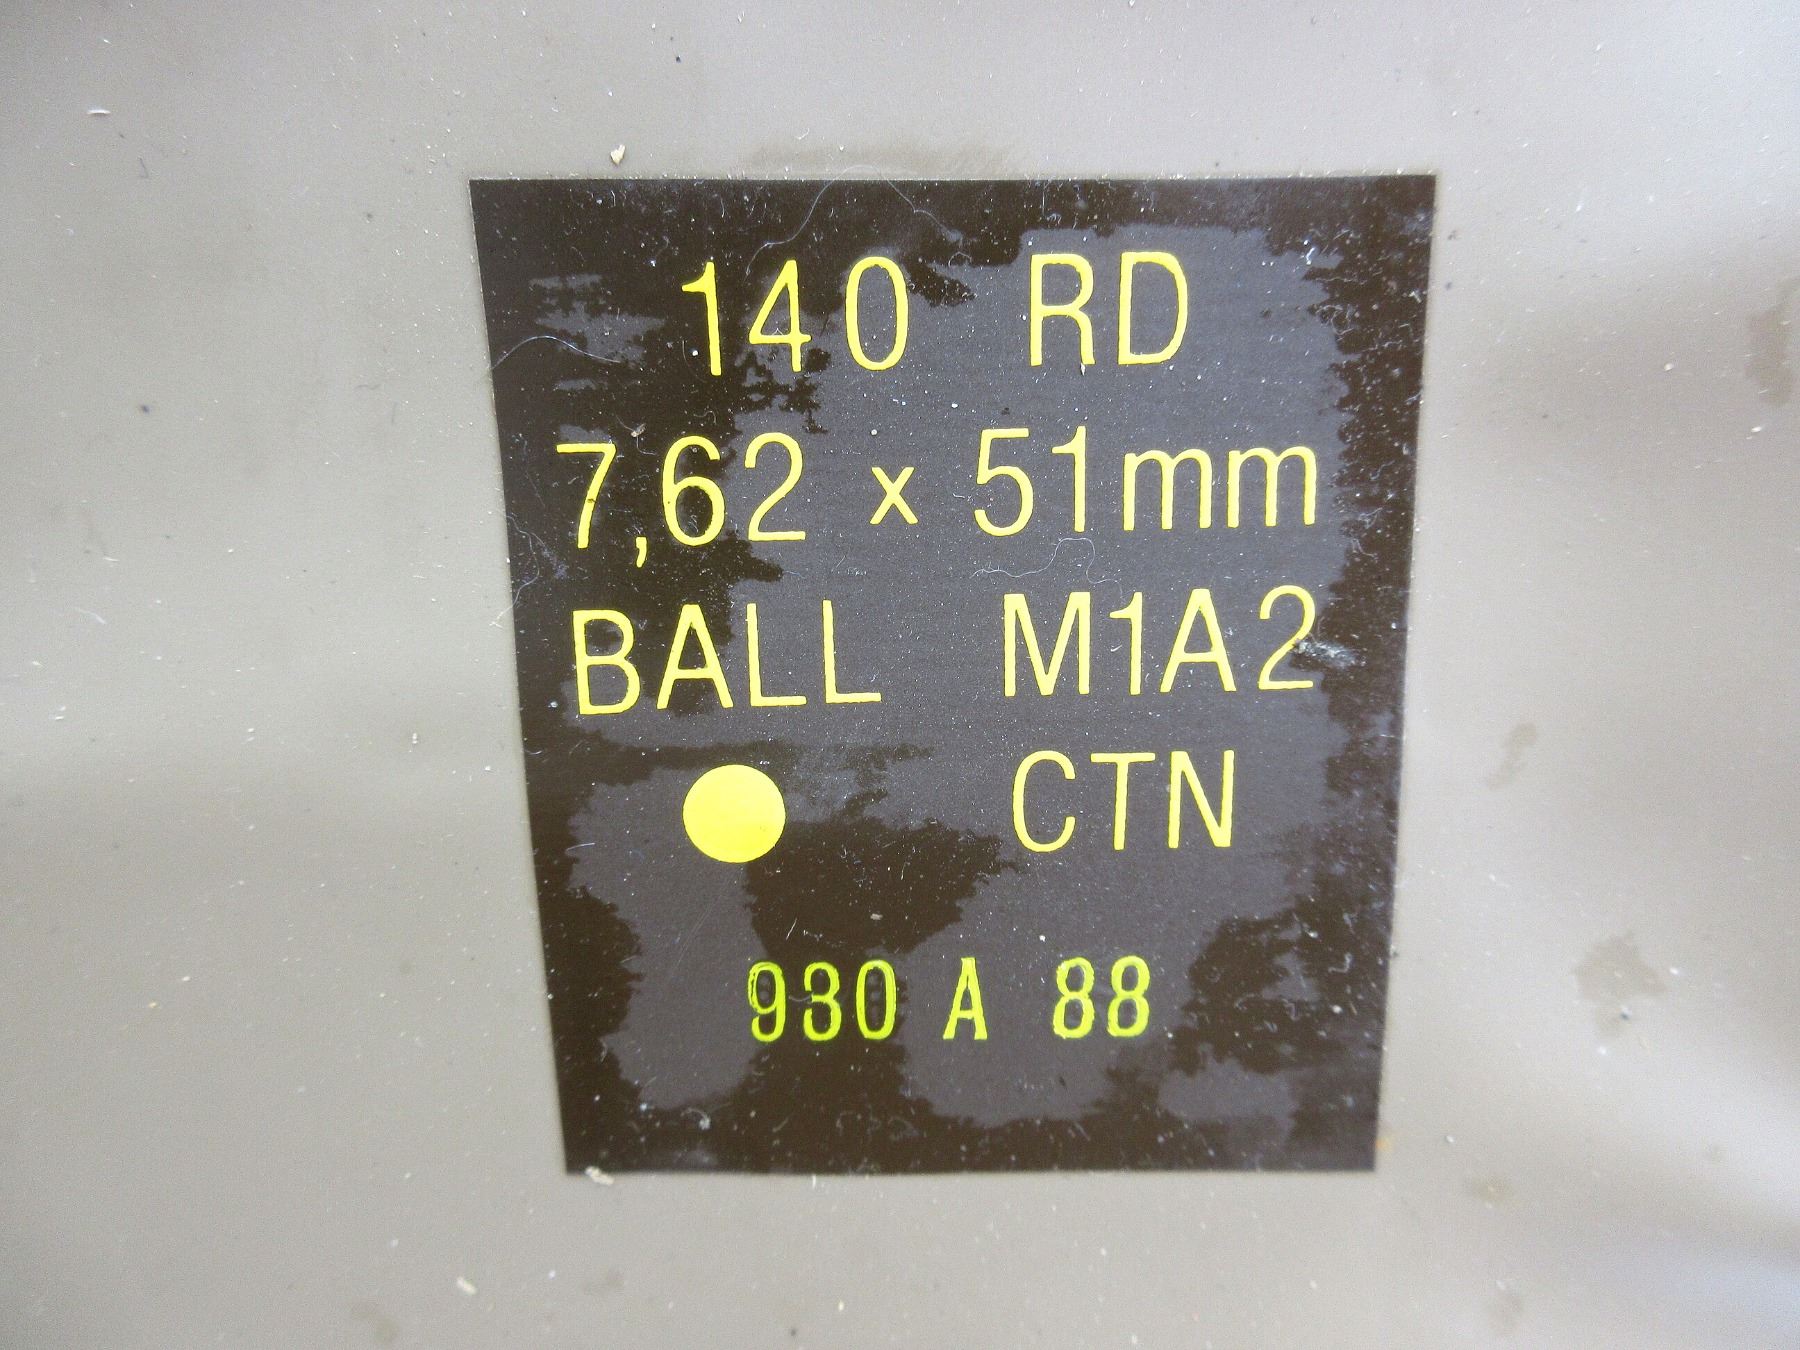 140 RD
7,62 x 51mm
BALL M1A2
CTN
930 A 88